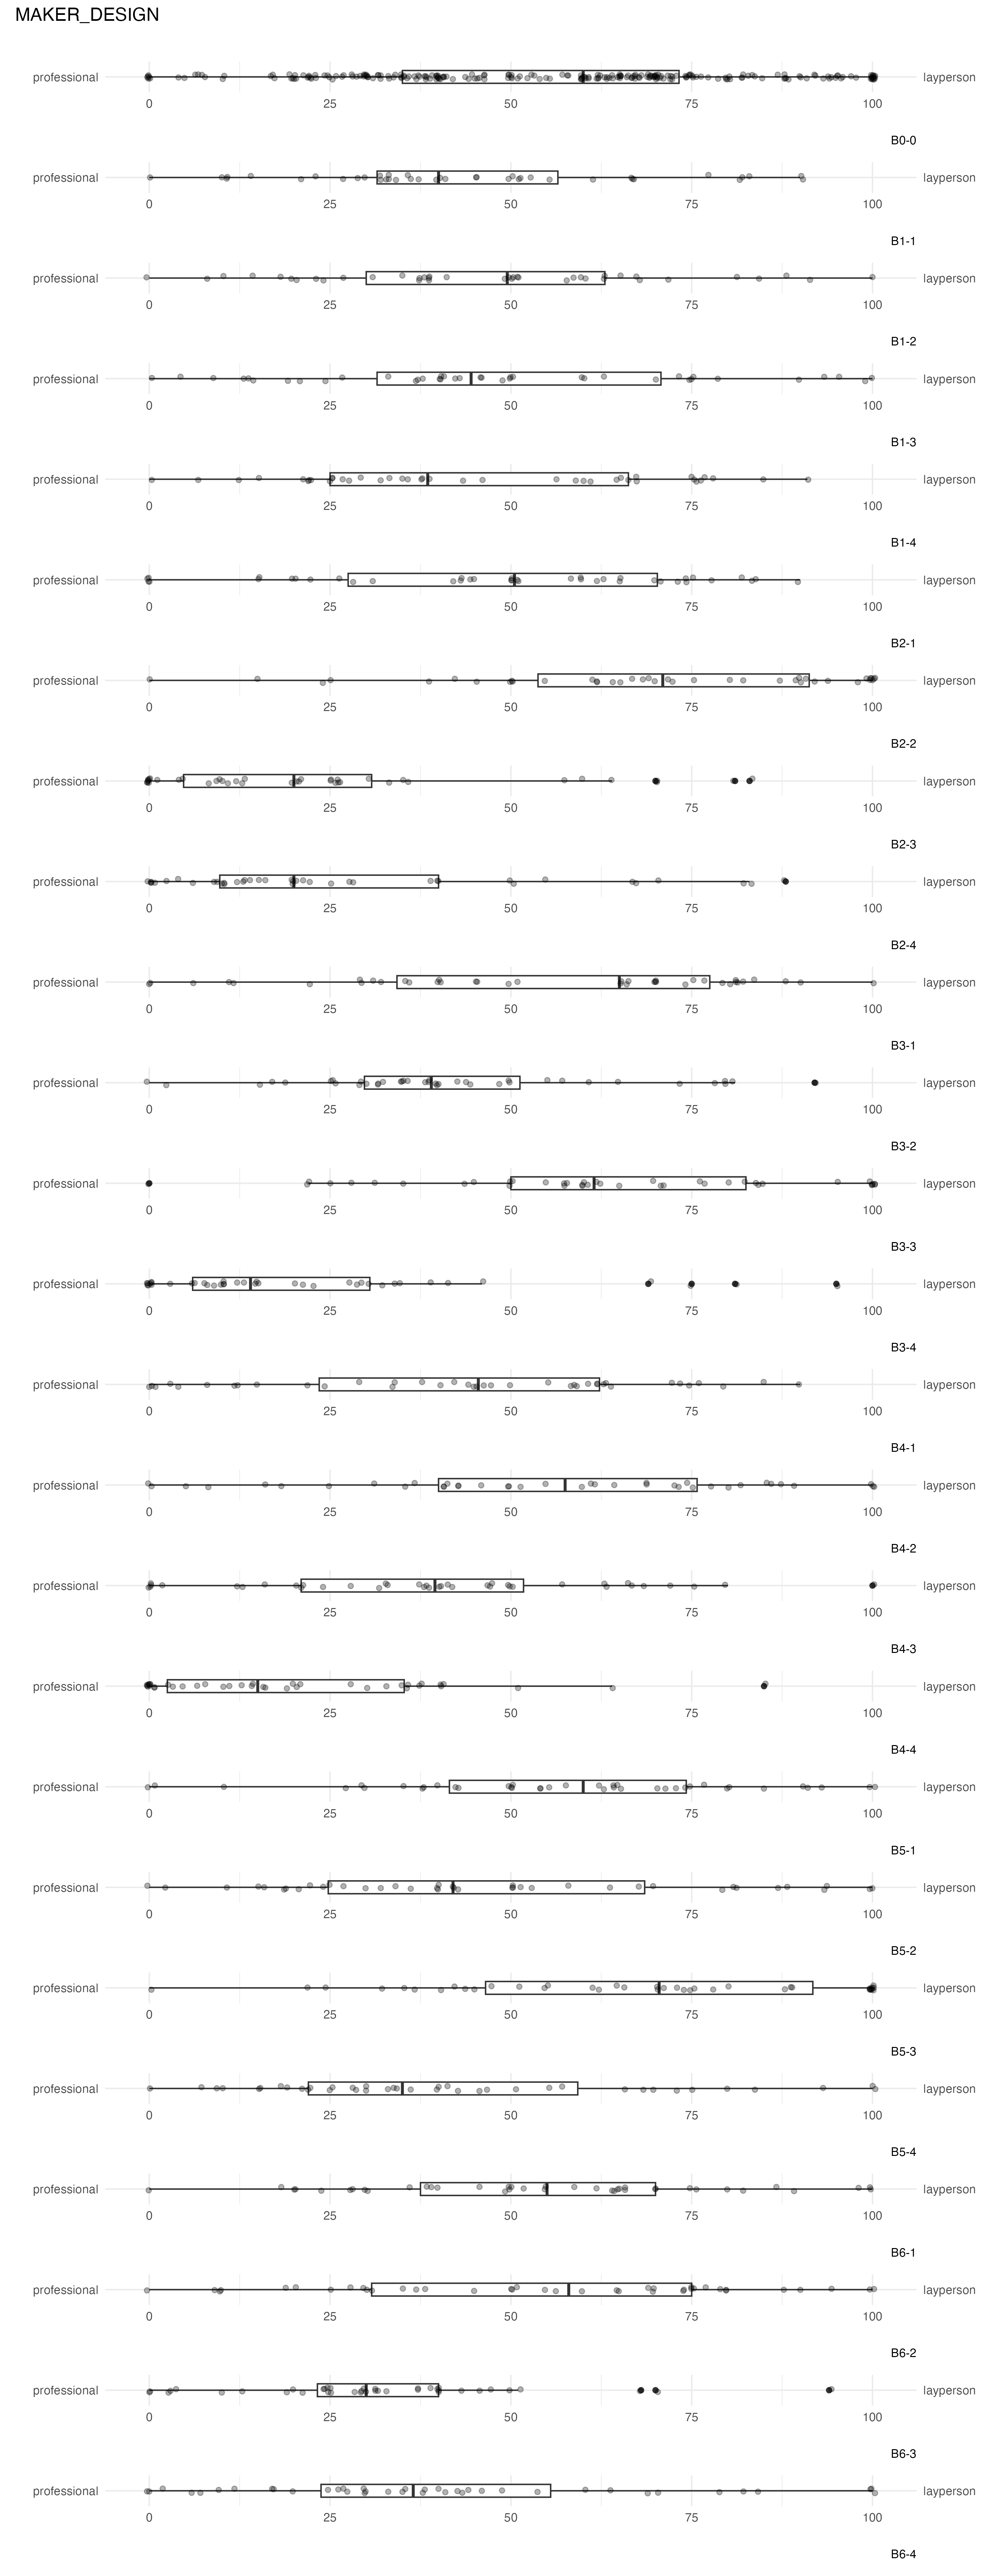 MAKER_DESIGN
professional layperson
0 25 50 75 100
B0-0
professional layperson
0 25 50 75 100
B1-1
professional layperson
0 25 50 75 100
B1-2
professional layperson
0 25 50 75 100
B1-3
professional layperson
0 25 50 75 100
B1-4
professional layperson
0 25 50 75 100
B2-1
professional layperson
0 25 50 75 100
B2-2
professional layperson
0 25 50 75 100
B2-3
professional layperson
0 25 50 75 100
B2-4
professional layperson
0 25 50 75 100
B3-1
professional layperson
0 25 50 75 100
B3-2
professional layperson
0 25 50 75 100
B3-3
professional layperson
0 25 50 75 100
B3-4
professional layperson
0 25 50 75 100
B4-1
professional layperson
0 25 50 75 100
B4-2
professional layperson
0 25 50 75 100
B4-3
professional layperson
0 25 50 75 100
B4-4
professional layperson
0 25 50 75 100
B5-1
professional layperson
0 25 50 75 100
B5-2
professional layperson
0 25 50 75 100
B5-3
professional layperson
0 25 50 75 100
B5-4
professional layperson
0 25 50 75 100
B6-1
professional layperson
0 25 50 75 100
B6-2
professional layperson
0 25 50 75 100
B6-3
professional layperson
0 25 50 75 100
B6-4